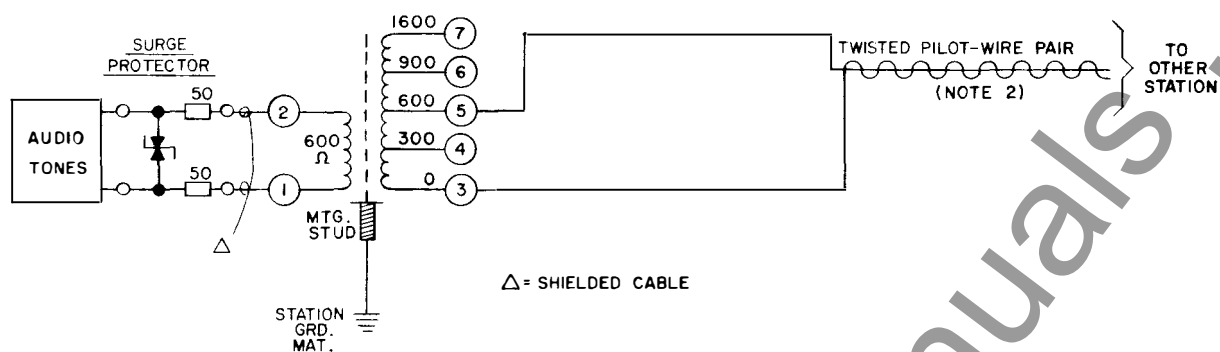 SURGE
PROTECTOR
50
50
AUDIO
TONES
2
1
600
Ω
1600
7
900
6
600
5
300
4
0
3
MTG.
STUD
STATION
GRD.
MAT.
Δ
Δ = SHIELDED CABLE
TWISTED PILOT-WIRE PAIR
(NOTE 2)
TO
OTHER
STATION
nuals